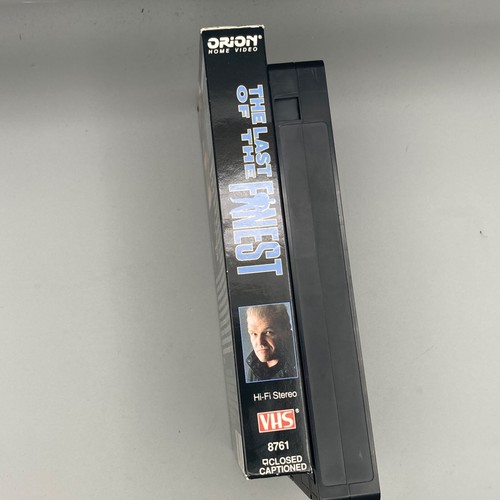 ORION®
HOME VIDEO
THE LAST
OF THE
FINEST
Hi-Fi Stereo
VHS®
8761
CLOSED
CAPTIONED